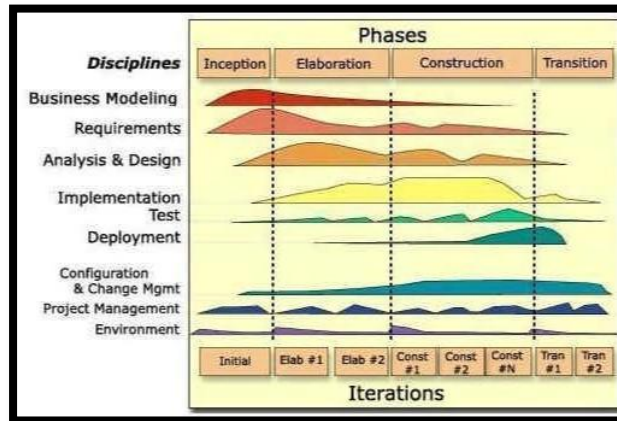 Phases
Disciplines Inception Elaboration Construction Transition
Business Modeling
Requirements
Analysis & Design
Implementation
Test
Deployment
Configuration
& Change Mgmt
Project Management
Environment
Initial Elab #1 Elab #2 Const #1 Const #2 Const #N Tran #1 Tran #2
Iterations